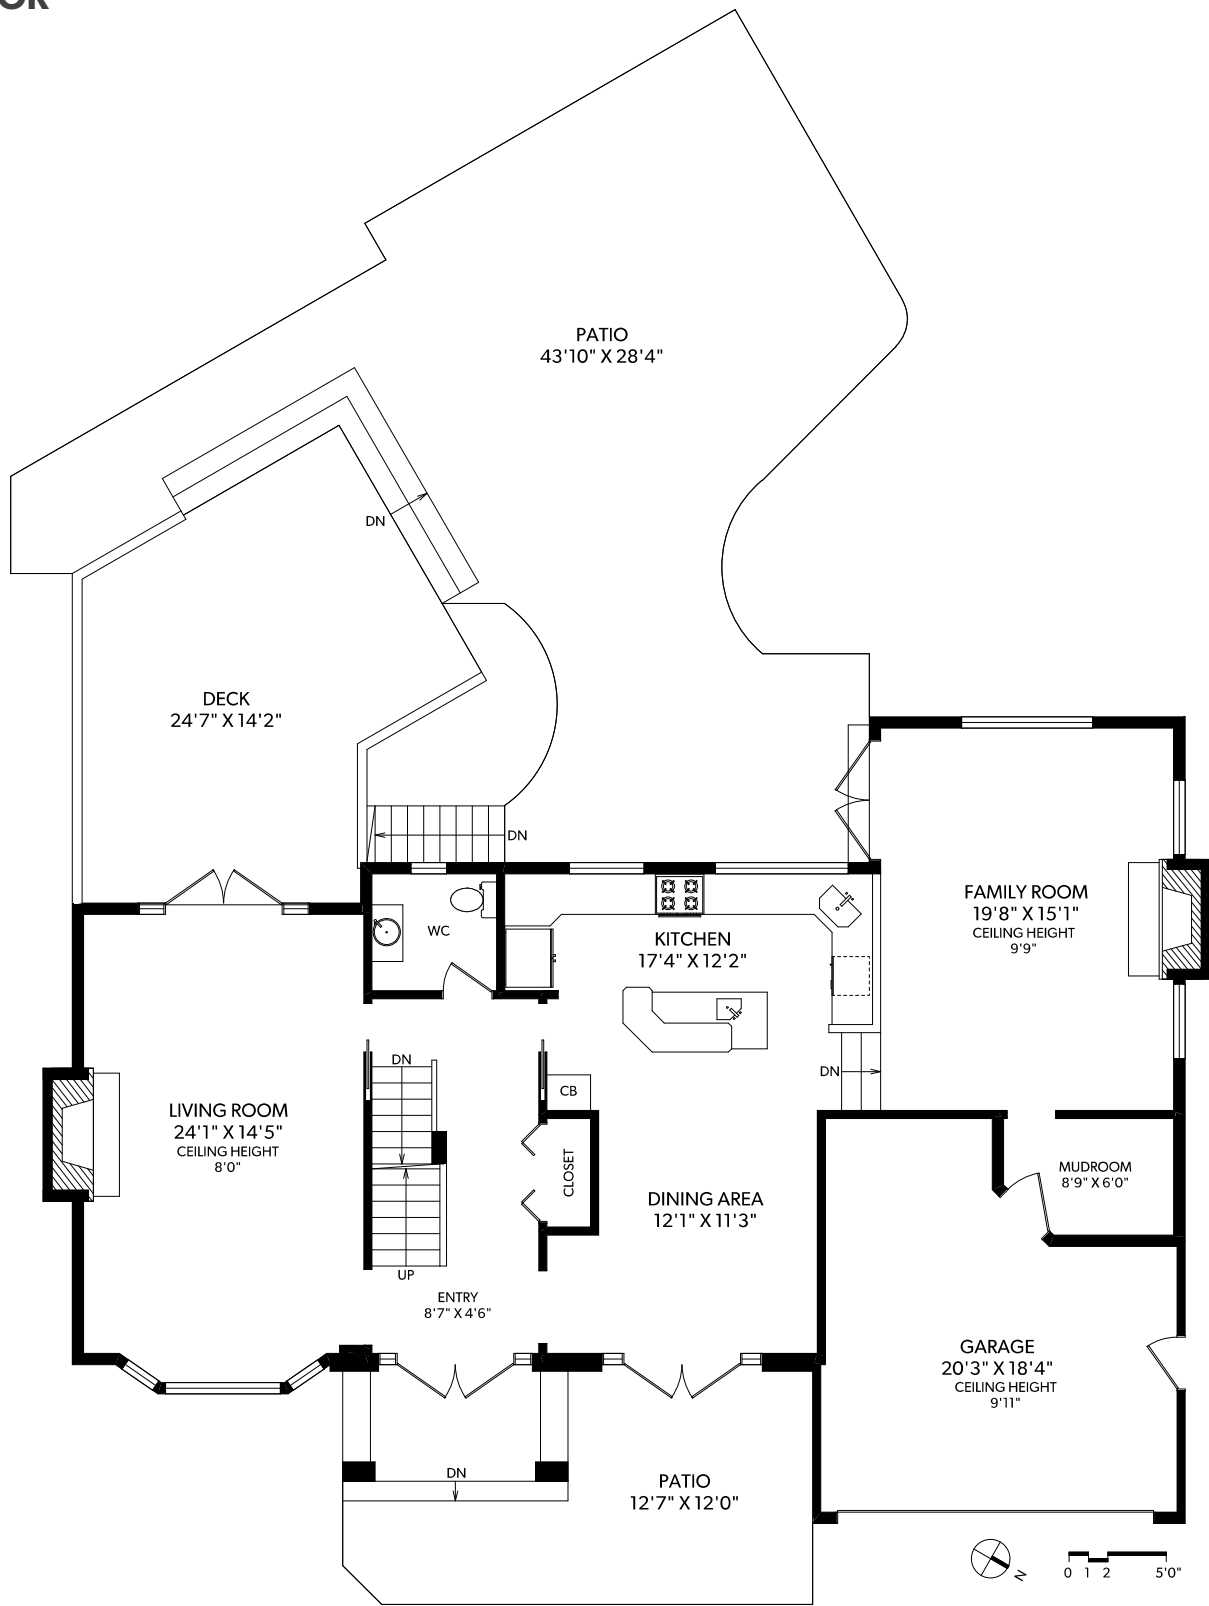 PATIO
43'10" X 28'4"
DN
DECK
24'7" X 14'2"
DN
FAMILY ROOM
19'8" X 15'1"
CEILING HEIGHT
9'9"
WC
KITCHEN
17'4" X 12'2"
DN
DN
CB
LIVING ROOM
24'1" X 14'5"
CEILING HEIGHT
8'0"
CLOSET
MUDROOM
8'9" X 6'0"
DINING AREA
12'1" X 11'3"
UP
ENTRY
8'7" X 4'6"
GARAGE
20'3" X 18'4"
CEILING HEIGHT
9'11"
DN
PATIO
12'7" X 12'0"
N
0 1 2 5'0"